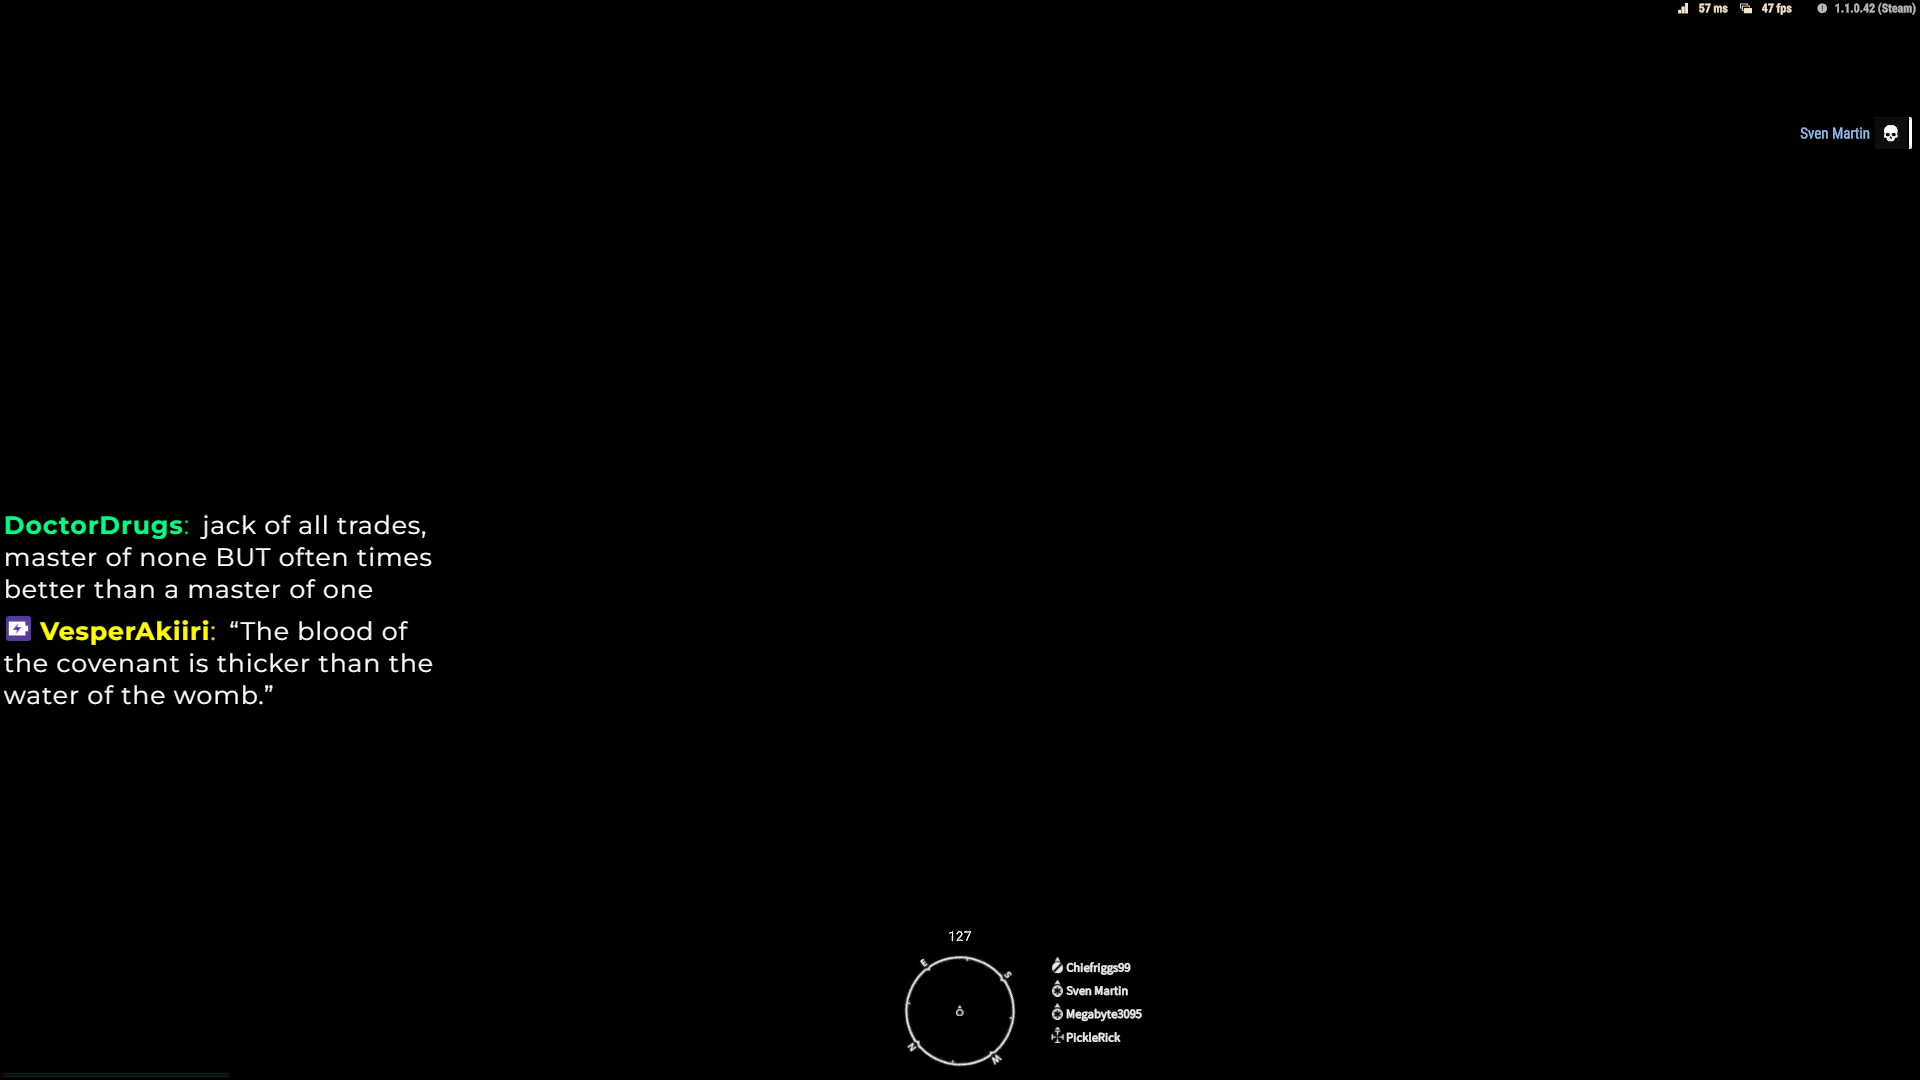 57 ms 47 fps 1.1.0.42 (Steam)
Sven Martin
DoctorDrugs: jack of all trades,
master of none BUT often times
better than a master of one
VesperAkiiri: “The blood of
the covenant is thicker than the
water of the womb.”
127
E S
N W
Chiefriggs99
Sven Martin
Megabyte3095
PickleRick